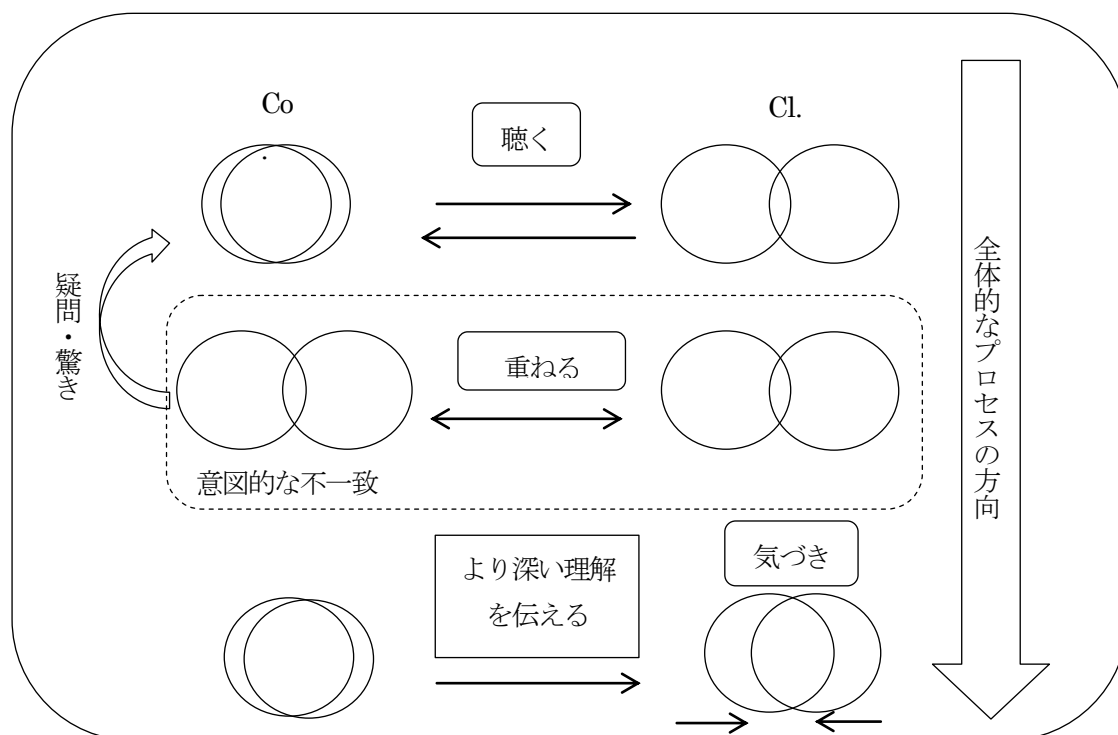 Co
聴く
Cl.
疑問・驚き
重ねる
意図的な不一致
より深い理解
を伝える
気づき
全体的なプロセスの方向